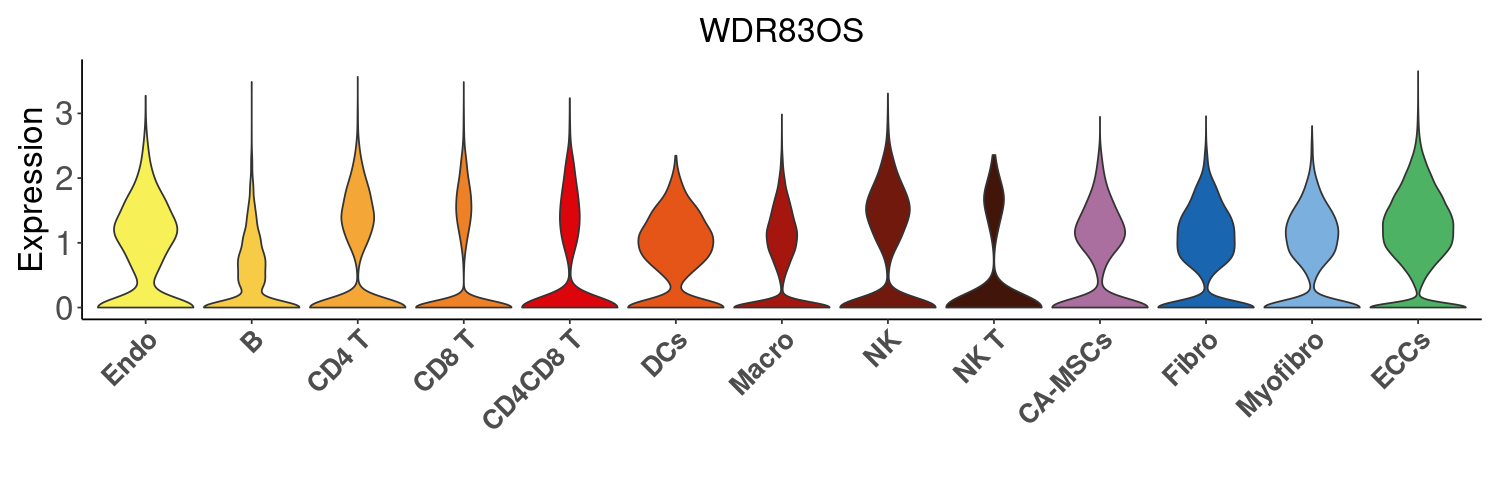 WDR83OS
Expression
3
2
1
0
Endo
B
CD4 T
CD8 T
CD4CD8 T
DCs
Macro
NK
NK T
CA-MSCs
Fibro
Myofibro
ECCs